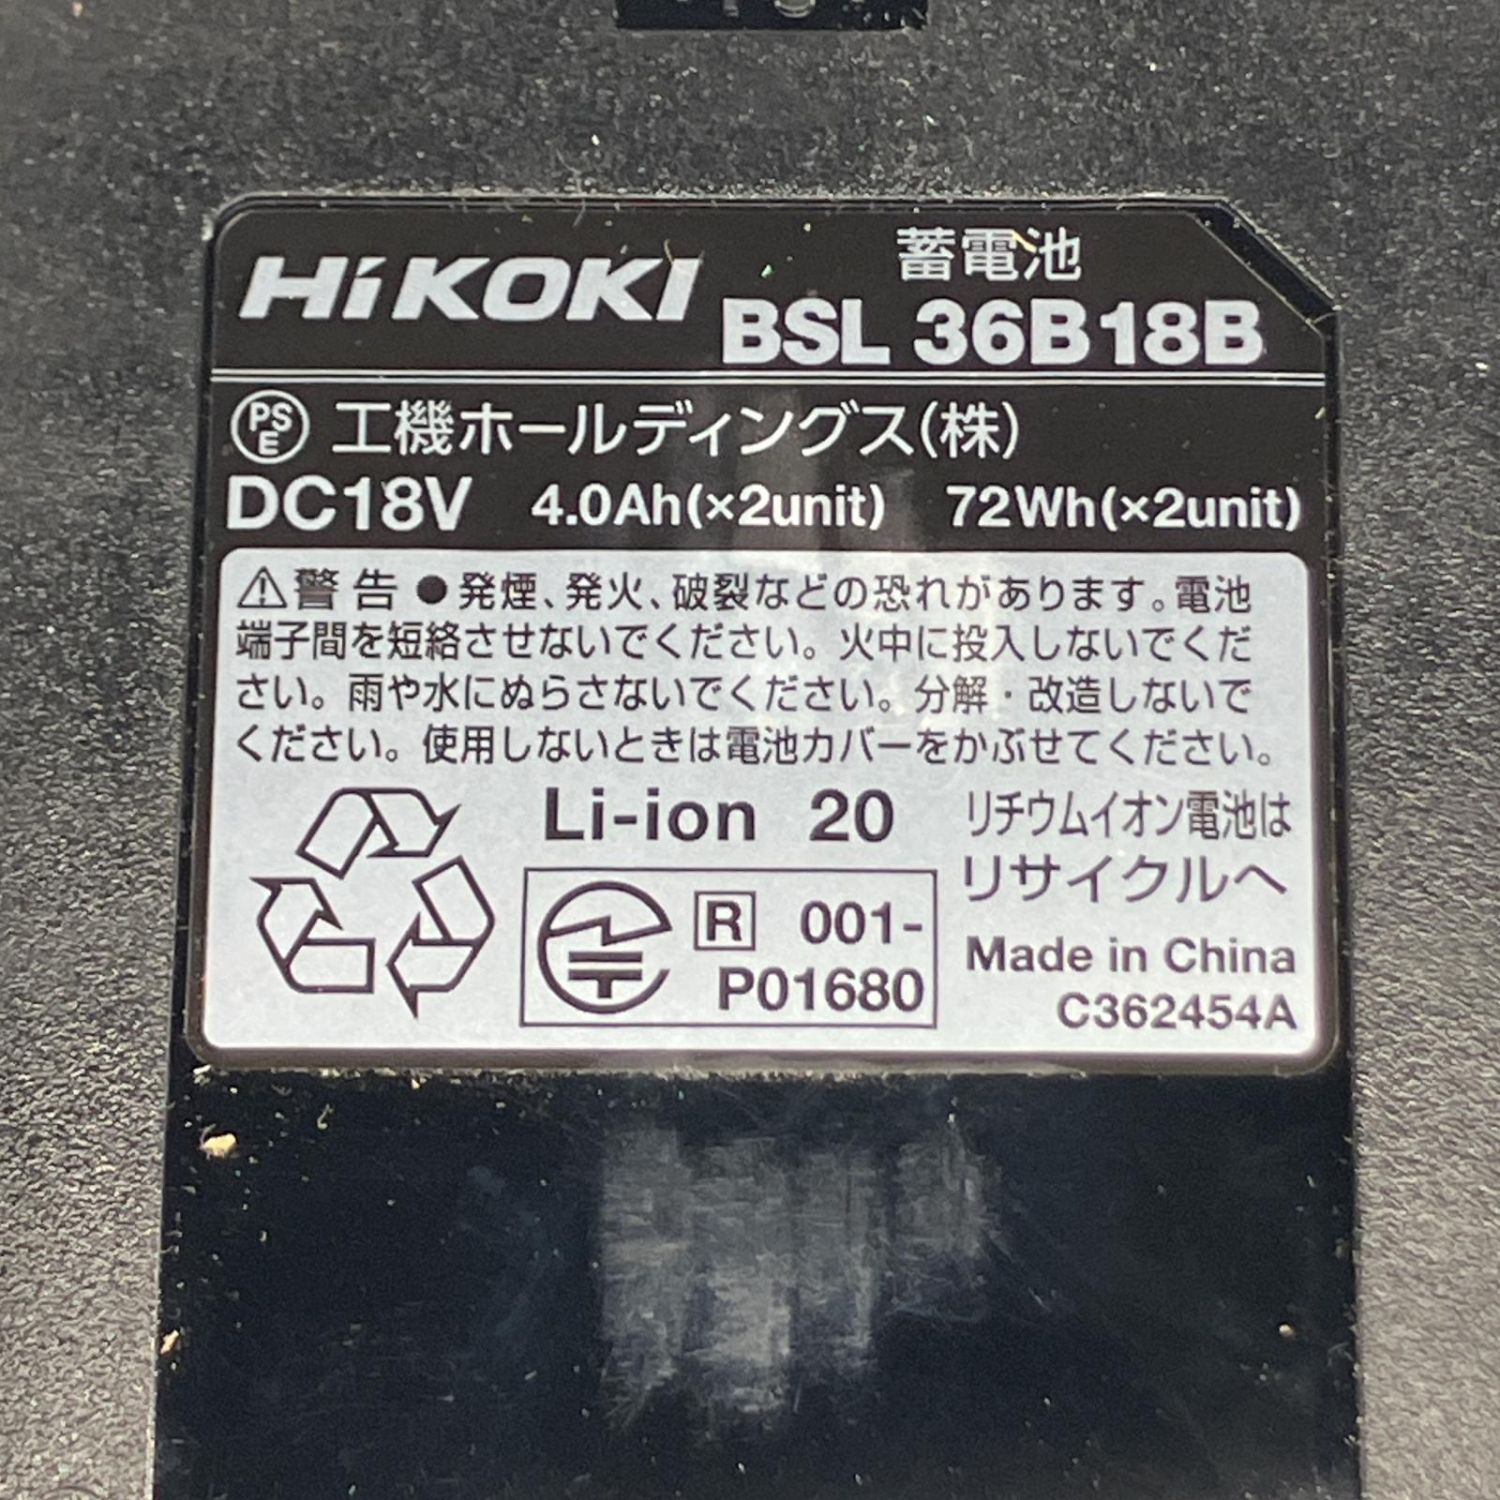 HiKOKI
蓄電池
BSL 36B18B
PSE 工機ホールディングス(株)
DC18V 4.0Ah(×2unit) 72Wh(×2unit)
⚠警告 ●発煙、発火、破裂などの恐れがあります。電池
端子間を短絡させないでください。火中に投入しないでくだ
さい。雨や水にぬらさないでください。分解・改造しないで
ください。使用しないときは電池カバーをかぶせてください。
Li-ion 20
リチウムイオン電池は
リサイクルへ
R 001-
P01680
Made in China
C362454A